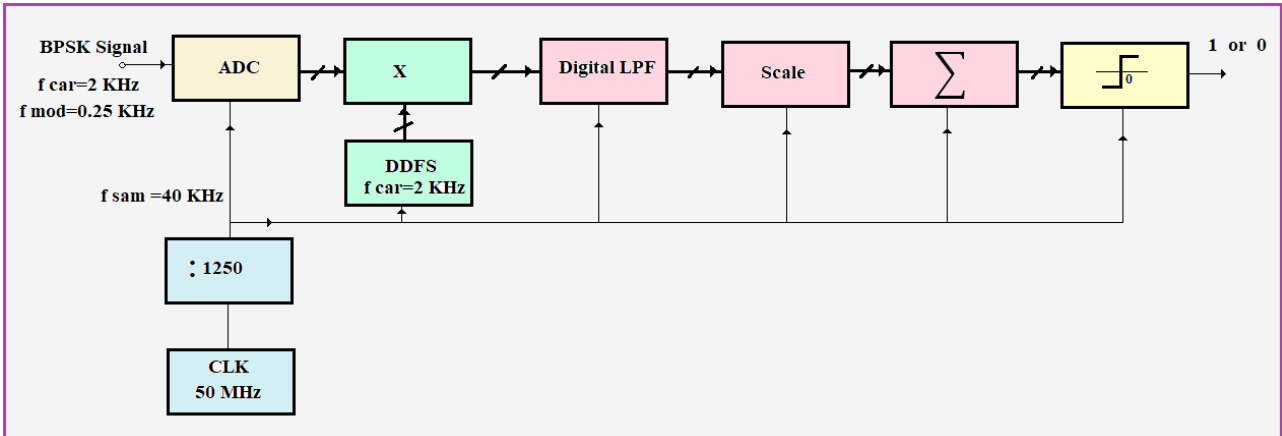 BPSK Signal
f car=2 KHz
f mod=0.25 KHz
ADC
X
Digital LPF
Scale
∑
0
1 or 0
DDFS
f car=2 KHz
f sam =40 KHz
: 1250
CLK
50 MHz